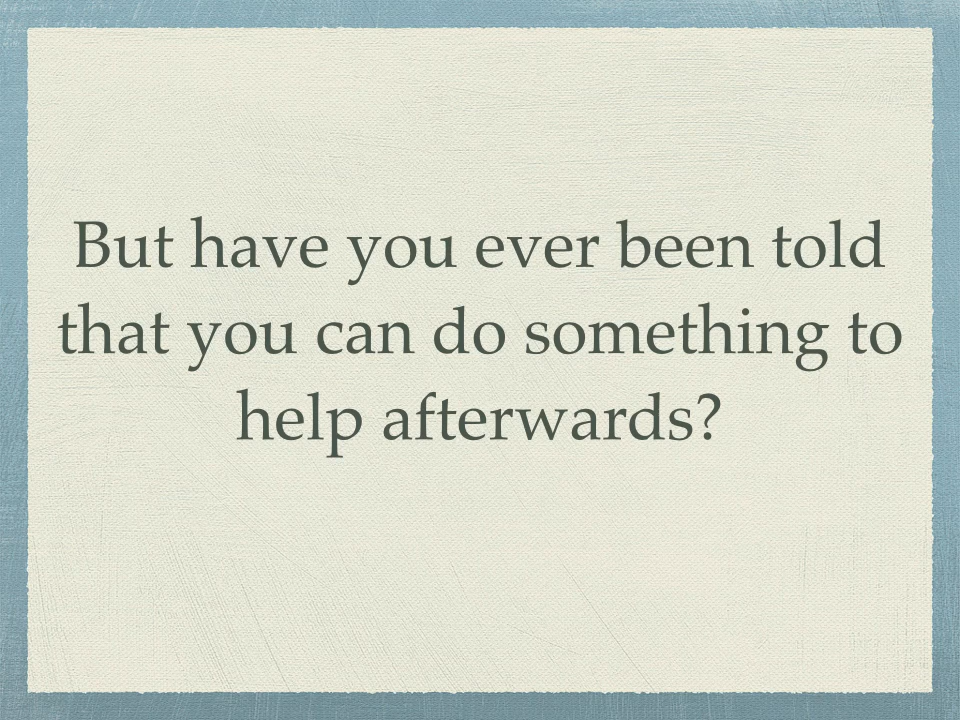 But have you ever been told
that you can do something to
help afterwards?